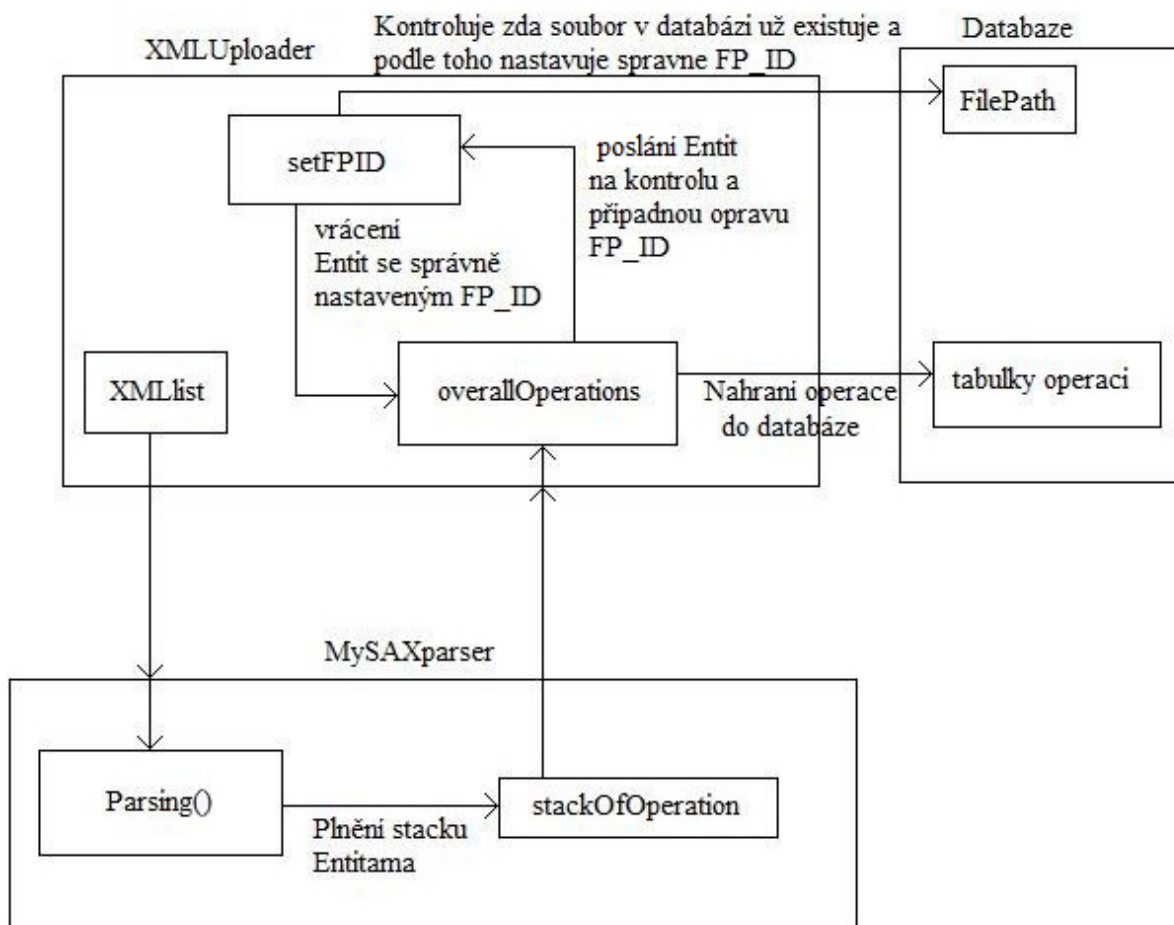 XMLUploader
Kontroluje zda soubor v databázi už existuje a
podle toho nastavuje spravne FP_ID
Databaze
FilePath
setFPID
poslání Entit
na kontrolu a
připadnou opravu
FP_ID
vrácení
Entit se správně
nastaveným FP_ID
XMLlist
overallOperations
Nahrani operace
do databáze
tabulky operaci
MySAXparser
Parsing()
Plnění stacku
Entitama
stackOfOperation